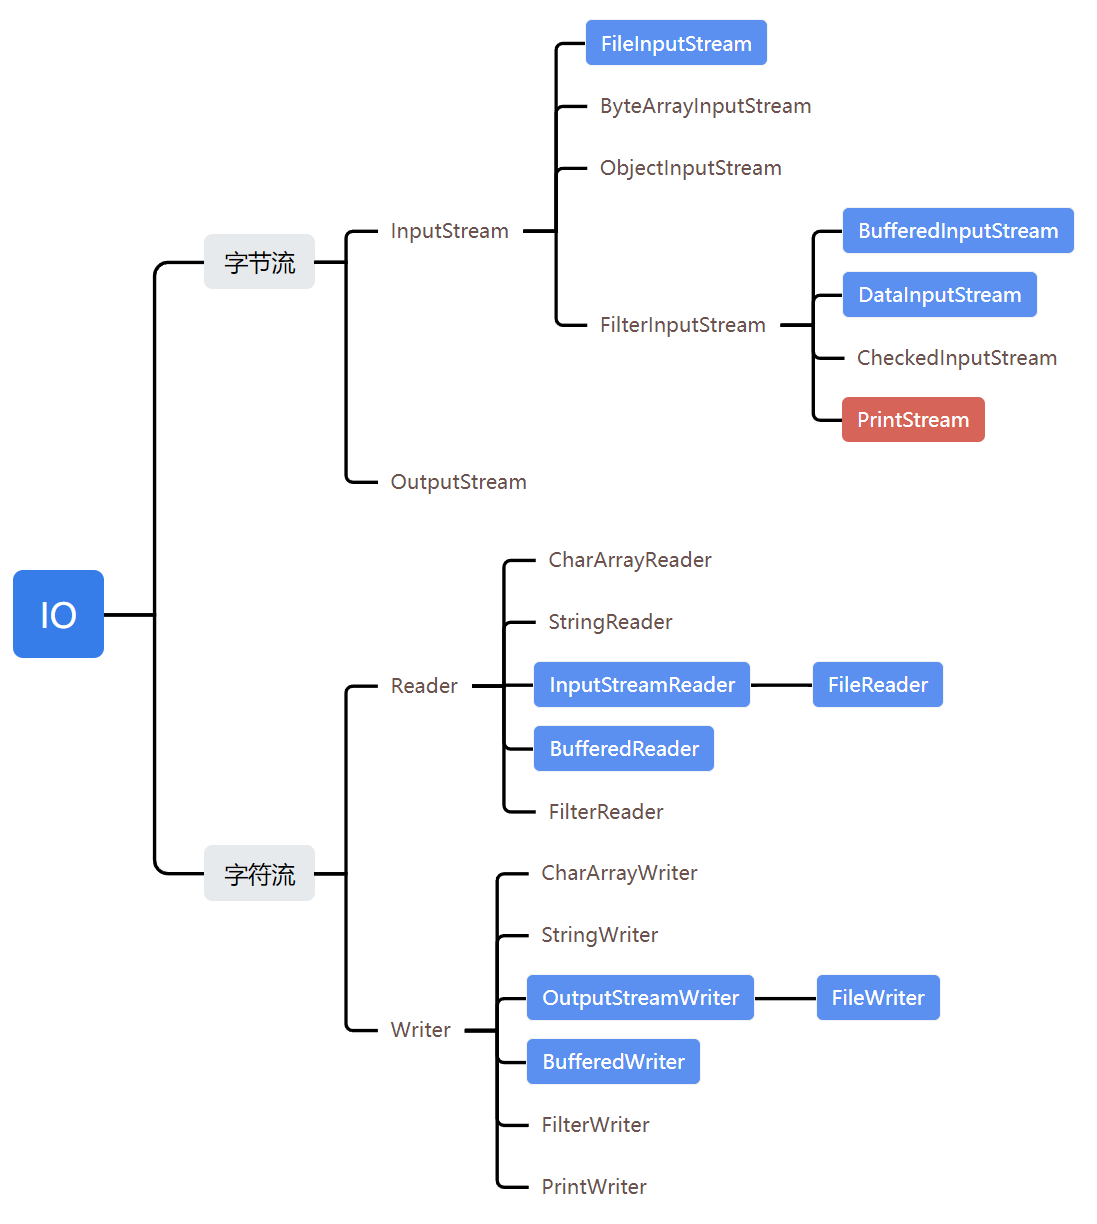 IO
字节流
InputStream
FileInputStream
ByteArrayInputStream
ObjectInputStream
FilterInputStream
BufferedInputStream
DataInputStream
CheckedInputStream
PrintStream
OutputStream
字符流
Reader
CharArrayReader
StringReader
InputStreamReader
FileReader
BufferedReader
FilterReader
Writer
CharArrayWriter
StringWriter
OutputStreamWriter
FileWriter
BufferedWriter
FilterWriter
PrintWriter